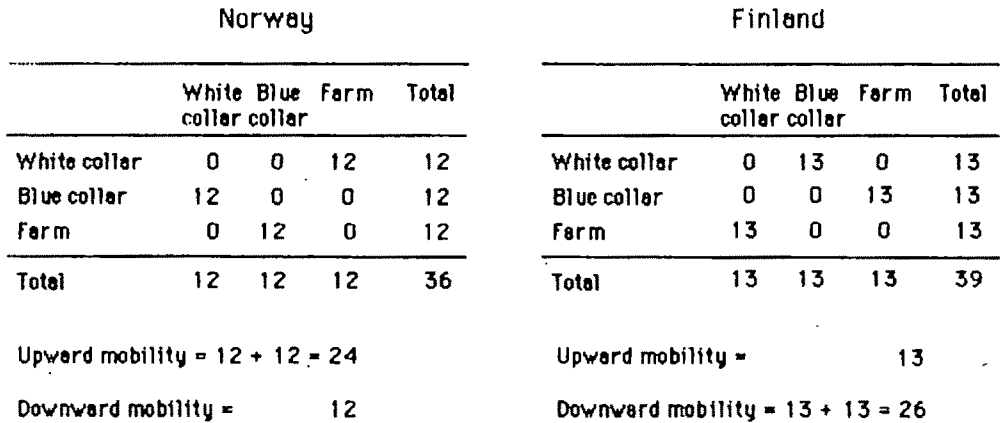 Norway
White Blue Farm Total
collar collar
White collar 0 0 12 12
Blue collar 12 0 0 12
Farm 0 12 0 12
Total 12 12 12 36
Upward mobility = 12 + 12 = 24
Downward mobility = 12
Finland
White Blue Farm Total
collar collar
White collar 0 13 0 13
Blue collar 0 0 13 13
Farm 13 0 0 13
Total 13 13 13 39
Upward mobility = 13
Downward mobility = 13 + 13 = 26